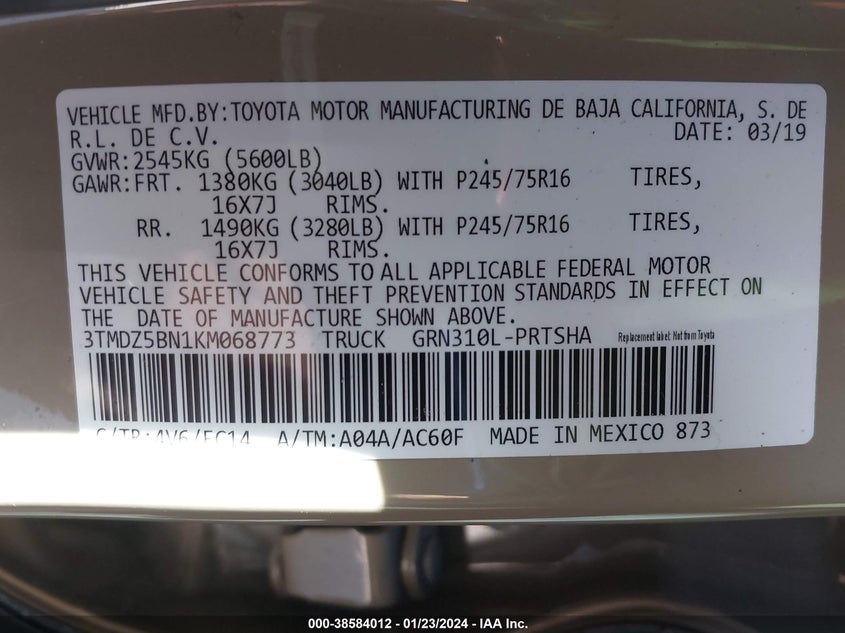 VEHICLE MFD.BY:TOYOTA MOTOR MANUFACTURING DE BAJA CALIFORNIA, S. DE
R.L. DE C.V. DATE: 03/19
GVWR:2545KG (5600LB)
GAWR:FRT. 1380KG (3040LB) WITH P245/75R16 TIRES,
16X7J RIMS.
RR. 1490KG (3280LB) WITH P245/75R16 TIRES,
16X7J RIMS.
THIS VEHICLE CONFORMS TO ALL APPLICABLE FEDERAL MOTOR
VEHICLE SAFETY AND THEFT PREVENTION STANDARDS IN EFFECT ON
THE DATE OF MANUFACTURE SHOWN ABOVE.
3TMDZ5BN1KM068773 TRUCK GRN310L-PRTSHA Replacement label: Not from Toyota
C/TR:4V6/FC14 A/TM:A04A/AC60F MADE IN MEXICO 873
000-38584012 - 01/23/2024 - IAA Inc.